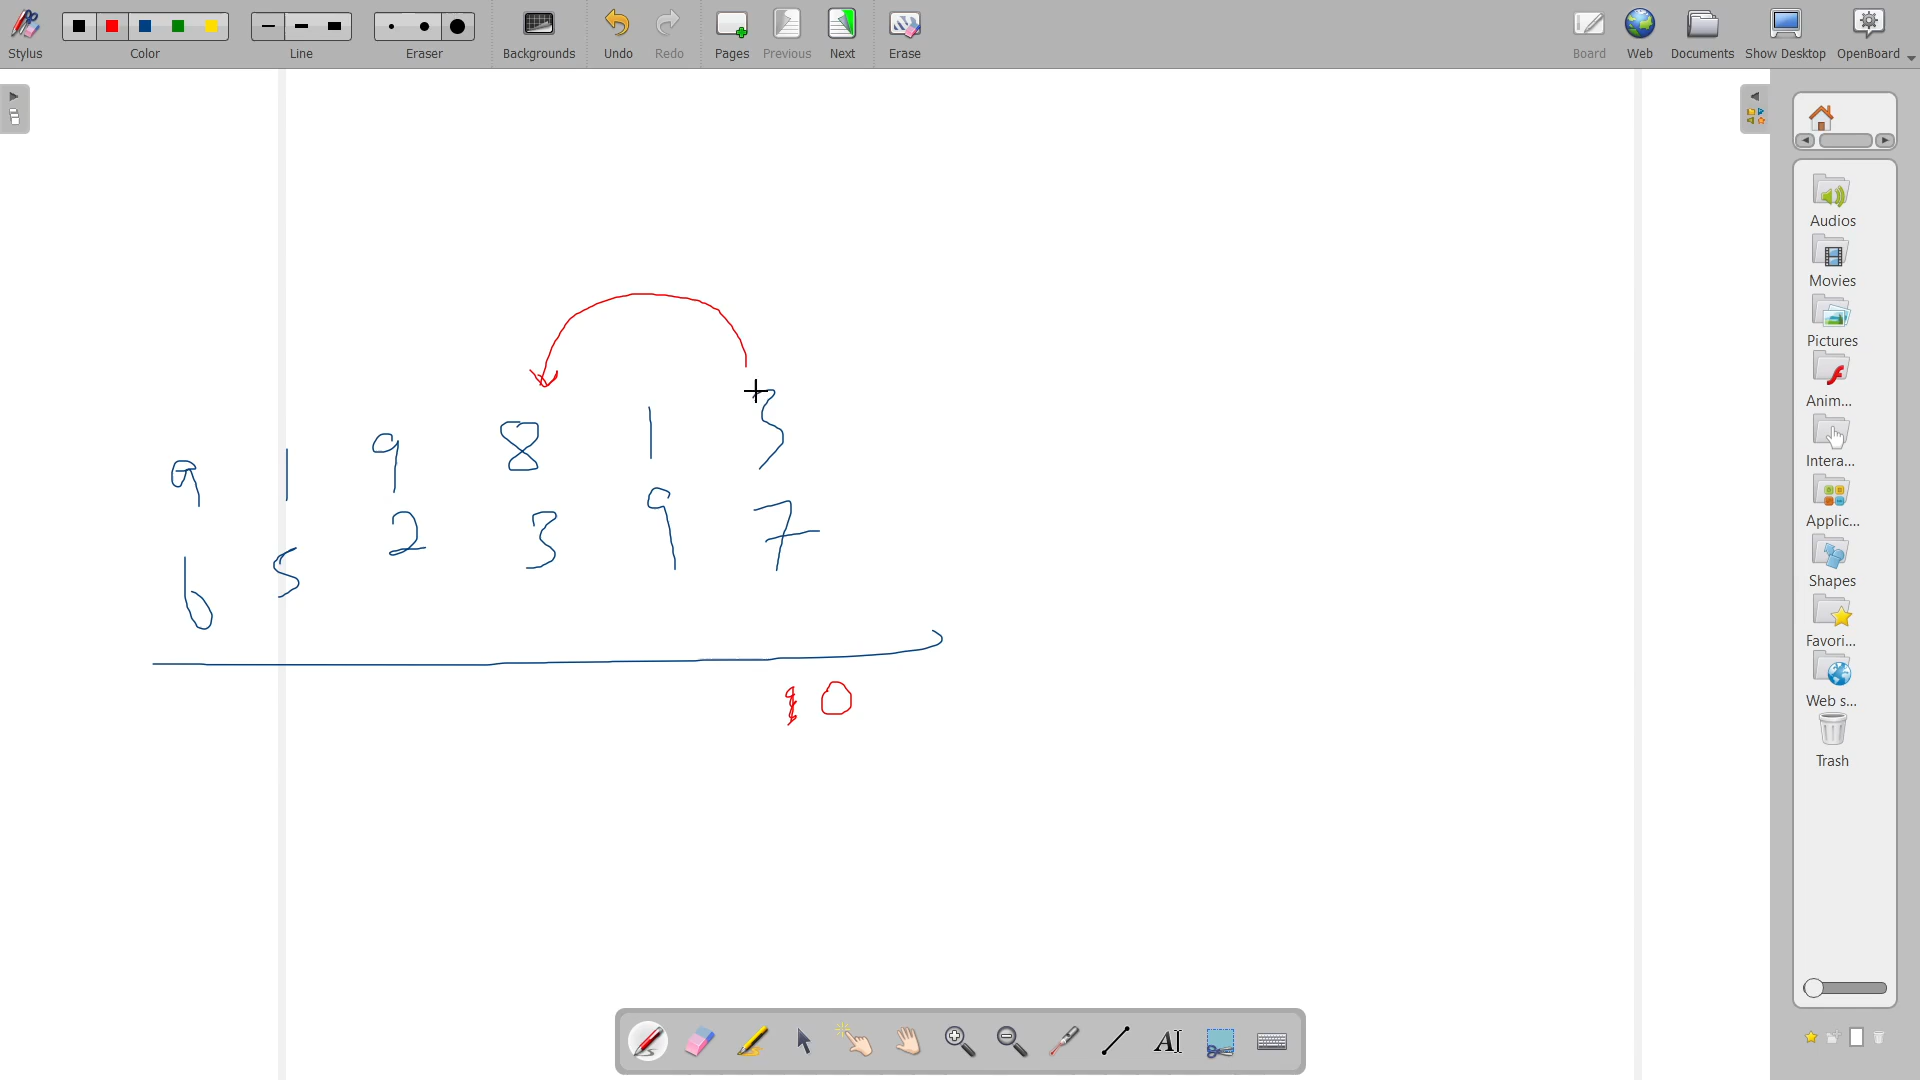 Stylus Color Line Eraser Backgrounds Undo Redo Pages Previous Next Erase Board Web Documents Show Desktop OpenBoard
9 1 9 8 1 3
6 5 2 3 9 7
0
Audios
Movies
Pictures
Anim...
Intera...
Applic...
Shapes
Favori...
Web s...
Trash
AI